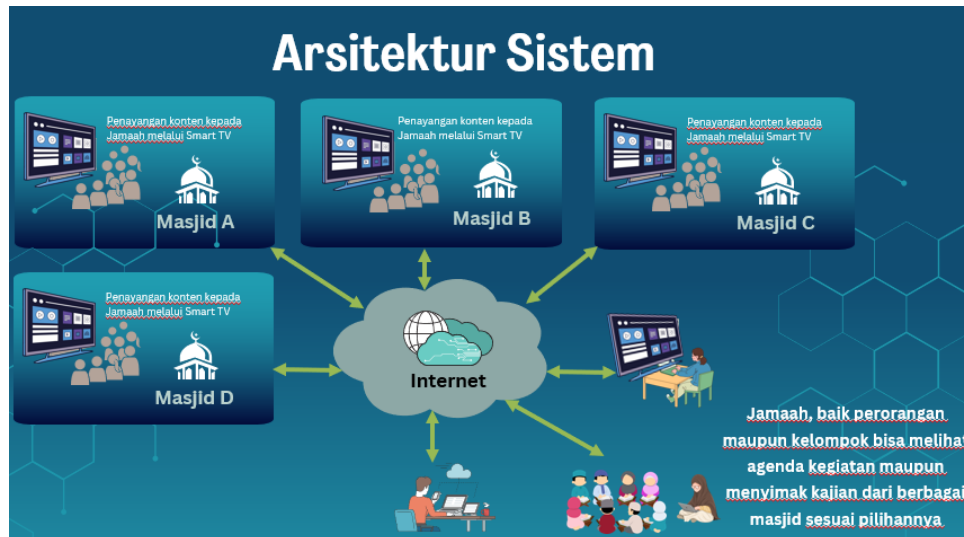 Arsitektur Sistem
Penayangan konten kepada
Jamaah melalui Smart TV
Masjid A
Penayangan konten kepada
Jamaah melalui Smart TV
Masjid B
Penayangan konten kepada
Jamaah melalui Smart TV
Masjid C
Penayangan konten kepada
Jamaah melalui Smart TV
Masjid D
Internet
Jamaah, baik perorangan
maupun kelompok bisa melihat
agenda kegiatan maupun
menyimak kajian dari berbagai
masjid sesuai pilihannya